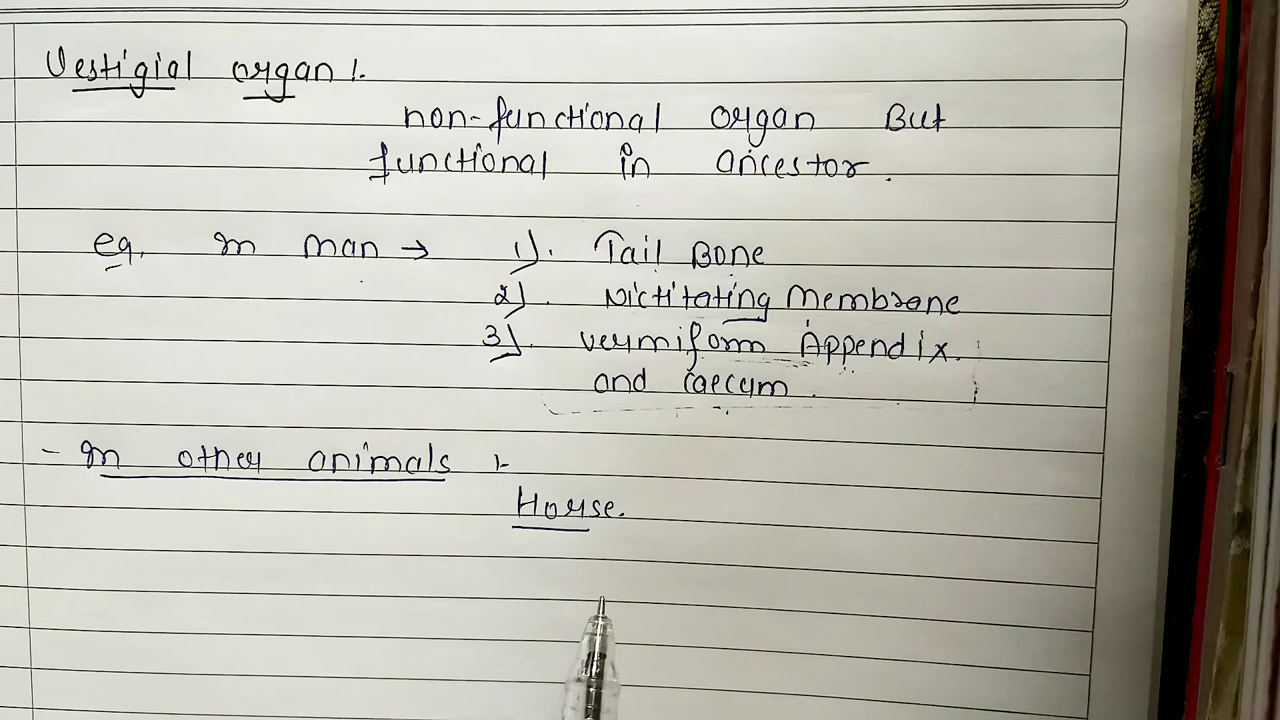 Vestigial organ :-
non-functional organ But
functional in ancestor.
eg. In man → 1). Tail Bone
2). Nictitating Membrane
3). vermiform Appendix.
and Caecum.
- In other animals :-
Horse.